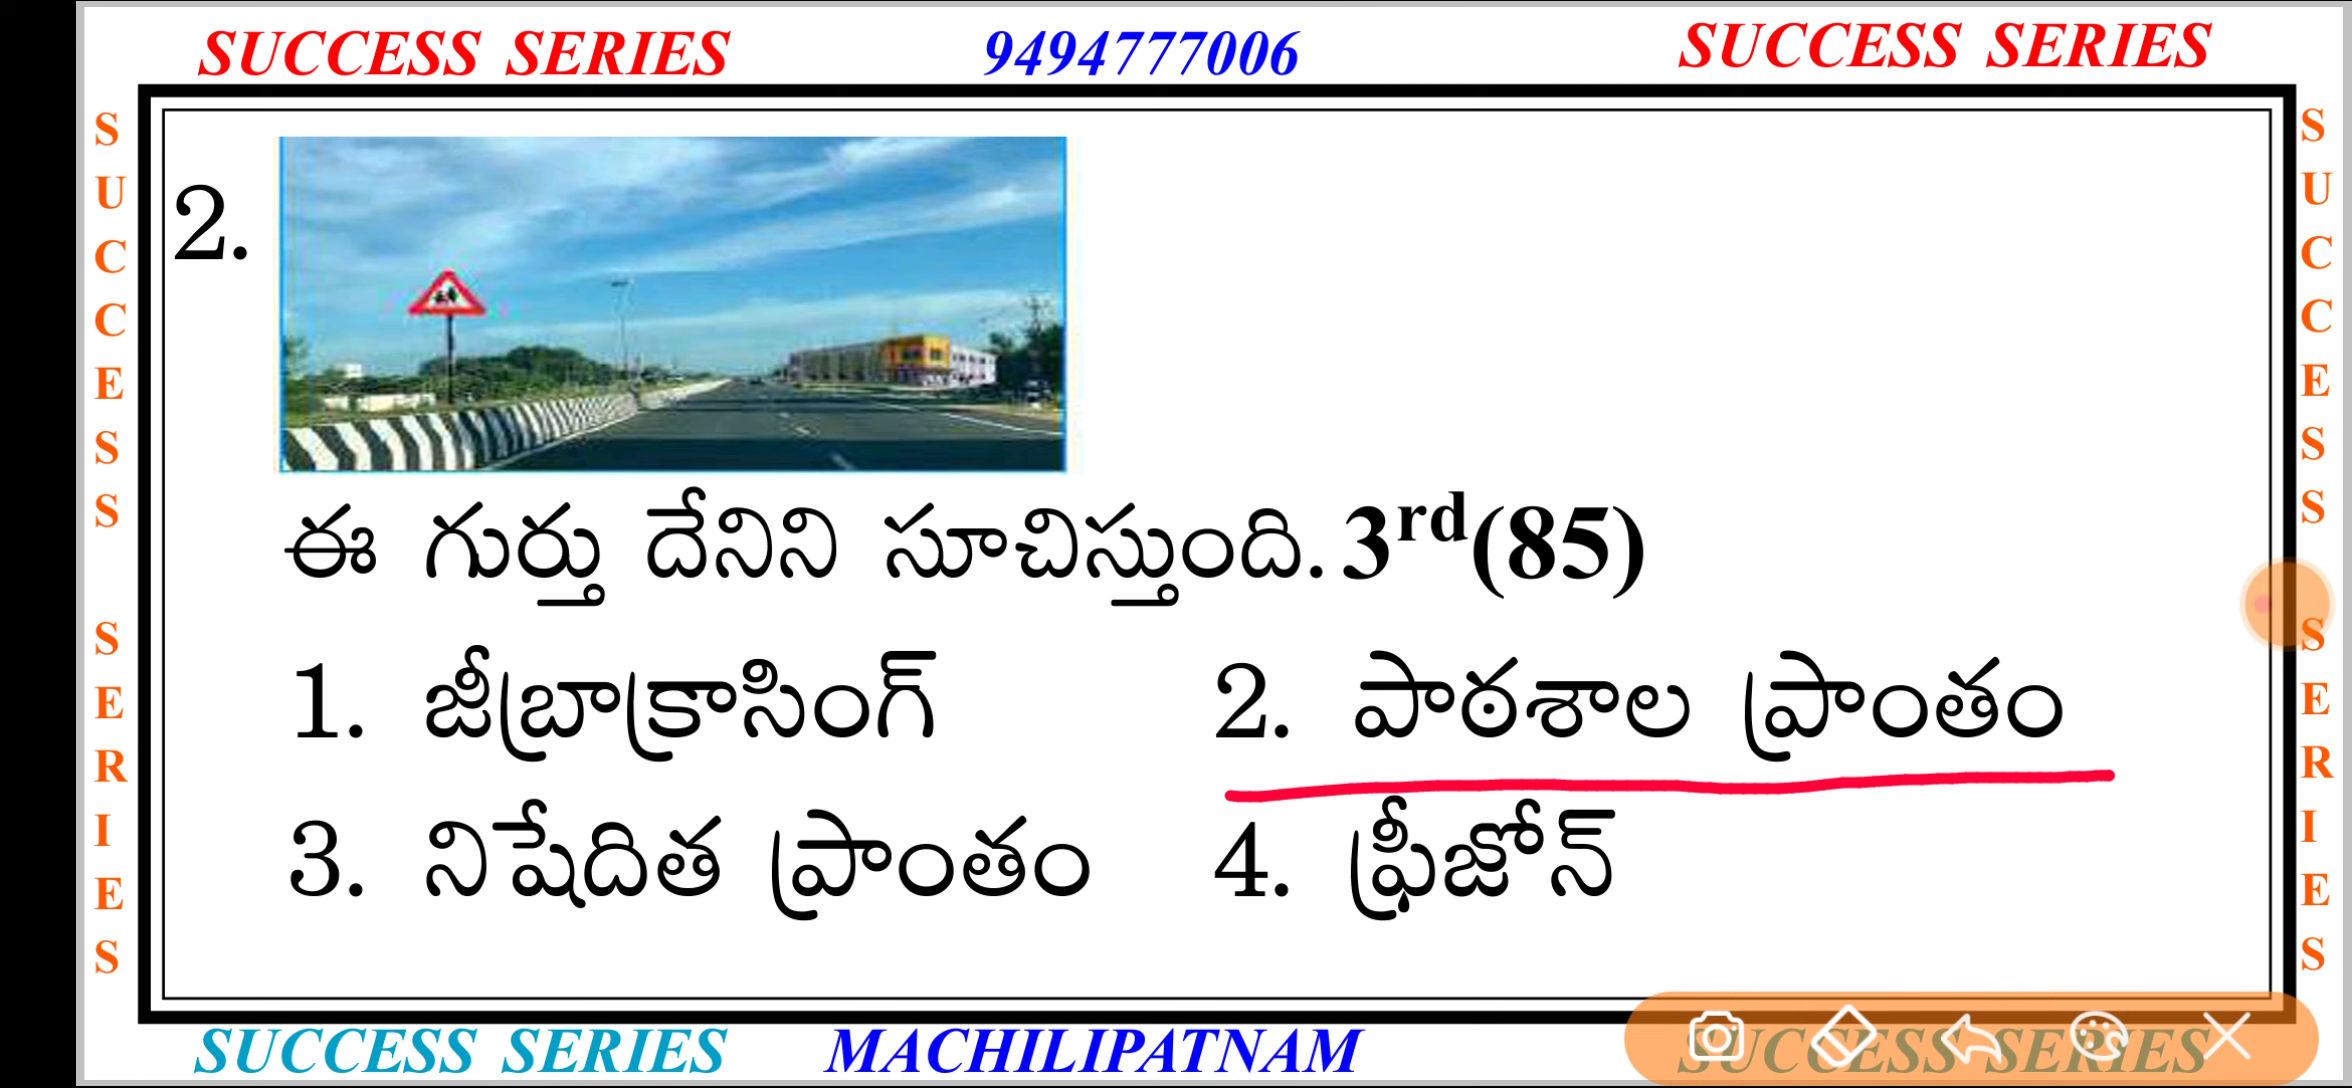 SUCCESS SERIES 9494777006 SUCCESS SERIES
SUCCESS SERIES
2.
ఈ గుర్తు దేనిని సూచిస్తుంది. 3rd(85)
1. జీబ్రాక్రాసింగ్ 2. పాఠశాల ప్రాంతం
3. నిషేదిత ప్రాంతం 4. ఫ్రీజోన్
SUCCESS SERIES
SUCCESS SERIES MACHILIPATNAM SUCCESS SERIES